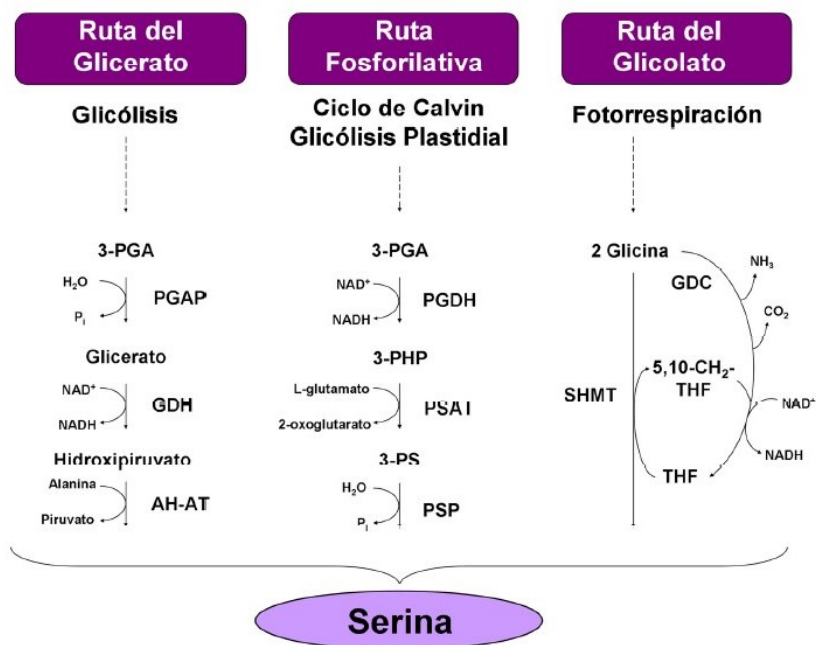 Ruta del
Glicerato
Glicólisis
3-PGA
H2O
Pi
PGAP
Glicerato
NAD+
NADH
GDH
Hidroxipiruvato
Alanina
Piruvato
AH-AT
Ruta
Fosforilativa
Ciclo de Calvin
Glicólisis Plastidial
3-PGA
NAD+
NADH
PGDH
3-PHP
L-glutamato
2-oxoglutarato
PSAT
3-PS
H2O
Pi
PSP
Ruta del
Glicolato
Fotorrespiración
2 Glicina
GDC
NH3
CO2
SHMT
5,10-CH2-
THF
NAD+
NADH
THF
Serina